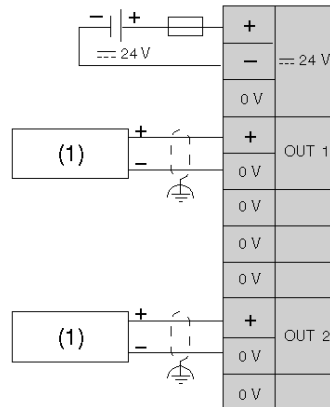 − + +
⎓ 24 V − ⎓ 24 V
0 V
+ +
(1) OUT 1
− 0 V
0 V
0 V
0 V
+ +
(1) OUT 2
− 0 V
0 V